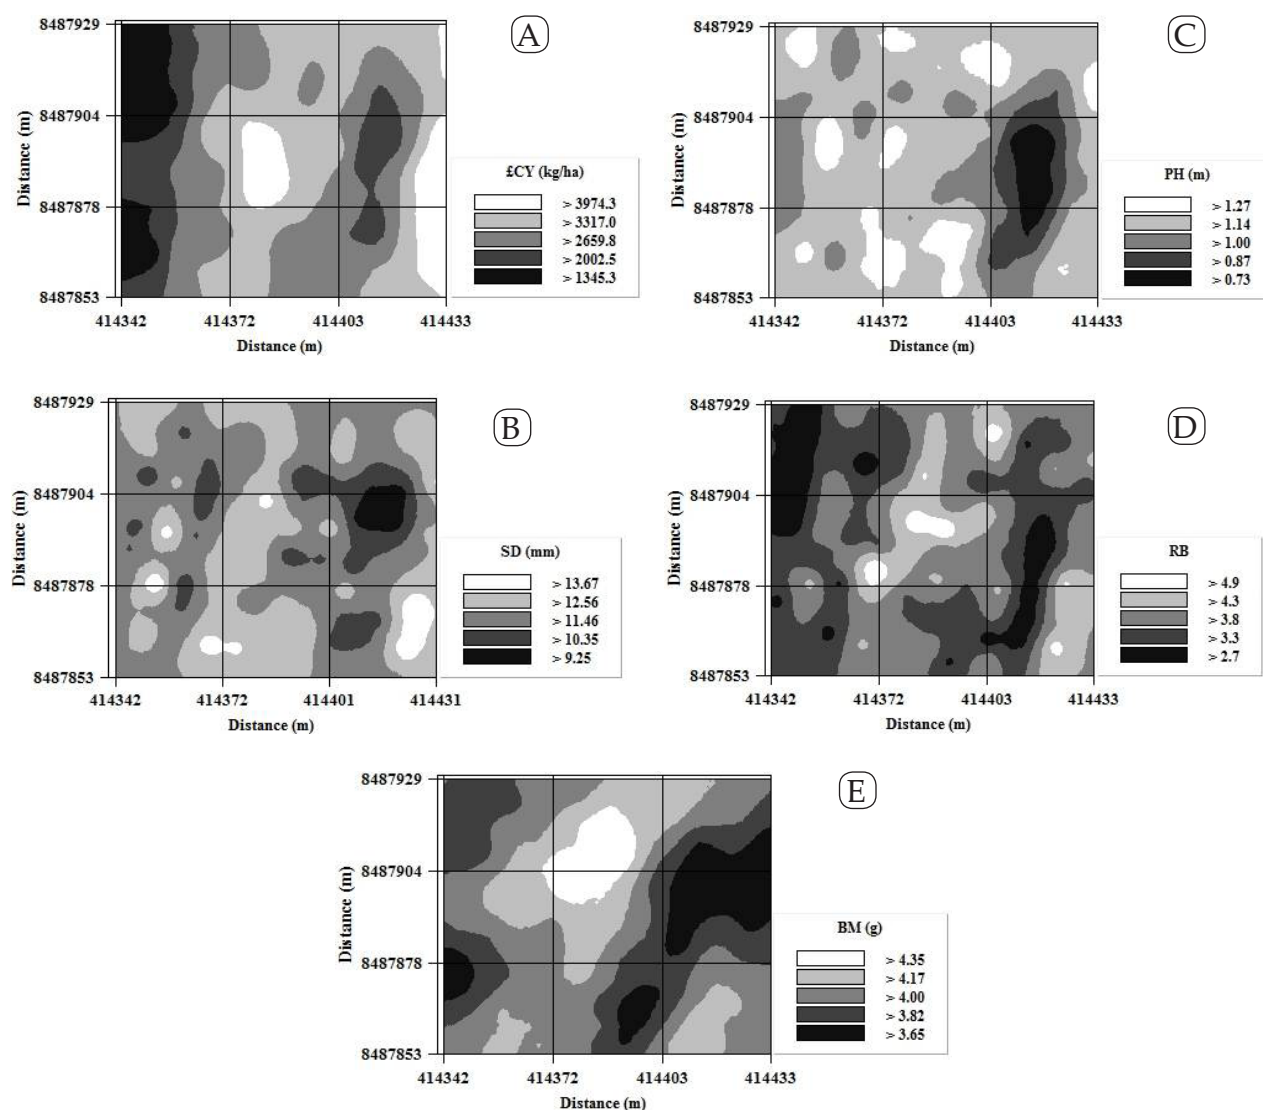 A
8487929
8487904
8487878
8487853
Distance (m)
414342 414372 414403 414433
Distance (m)
£CY (kg/ha)
> 3974.3
> 3317.0
> 2659.8
> 2002.5
> 1345.3
C
8487929
8487904
8487878
8487853
Distance (m)
414342 414372 414403 414433
Distance (m)
PH (m)
> 1.27
> 1.14
> 1.00
> 0.87
> 0.73
B
8487929
8487904
8487878
8487853
Distance (m)
414342 414372 414401 414431
Distance (m)
SD (mm)
> 13.67
> 12.56
> 11.46
> 10.35
> 9.25
D
8487929
8487904
8487878
8487853
Distance (m)
414342 414372 414403 414433
Distance (m)
RB
> 4.9
> 4.3
> 3.8
> 3.3
> 2.7
E
8487929
8487904
8487878
8487853
Distance (m)
414342 414372 414403 414433
Distance (m)
BM (g)
> 4.35
> 4.17
> 4.00
> 3.82
> 3.65